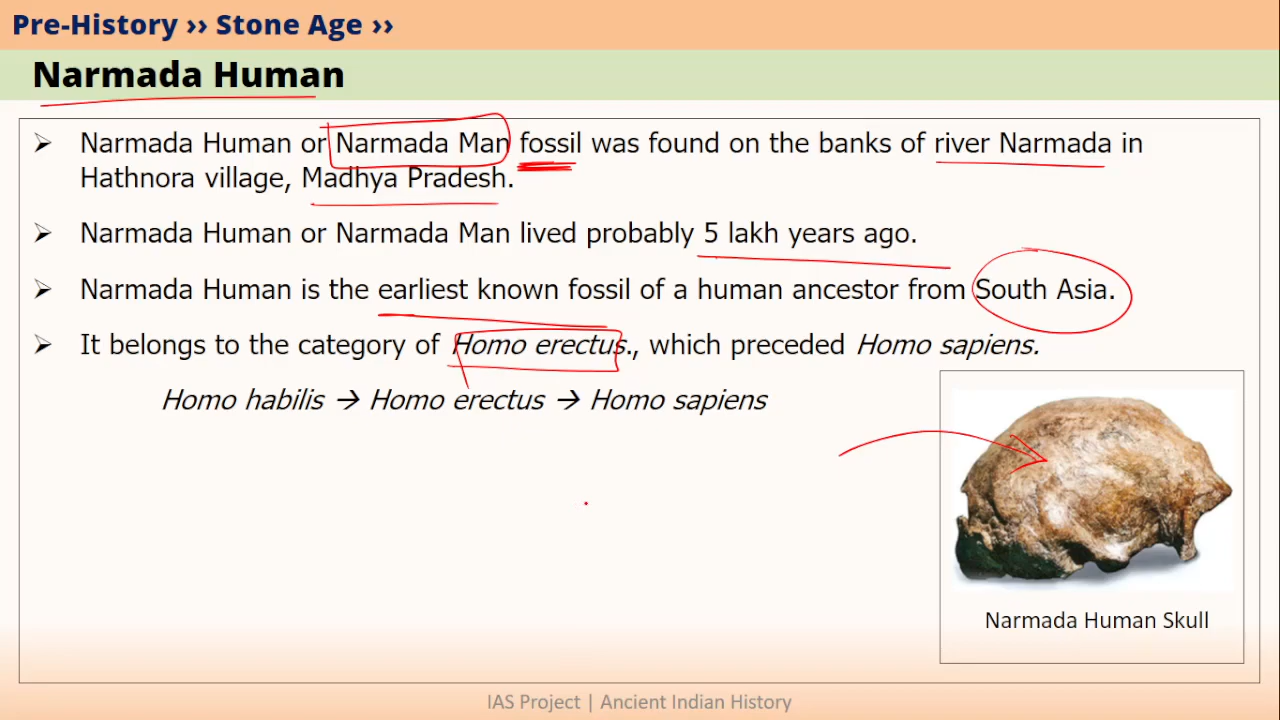 Pre-History ›› Stone Age ››
Narmada Human
➢ Narmada Human or Narmada Man fossil was found on the banks of river Narmada in
Hathnora village, Madhya Pradesh.
➢ Narmada Human or Narmada Man lived probably 5 lakh years ago.
➢ Narmada Human is the earliest known fossil of a human ancestor from South Asia.
➢ It belongs to the category of Homo erectus., which preceded Homo sapiens.
Homo habilis → Homo erectus → Homo sapiens
Narmada Human Skull
IAS Project | Ancient Indian History